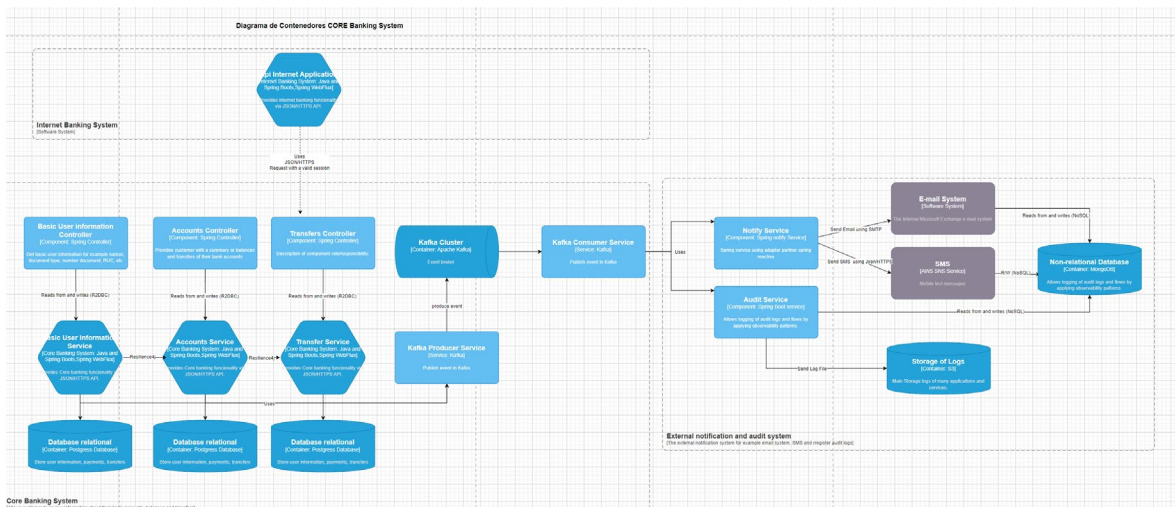 Diagrama de Contenedores CORE Banking System
pi Internet Application
nternet Banking System: Java and
Spring Boots,Spring WebFlux]
rovides internet banking functionality
via JSON/HTTPS API.
Internet Banking System
[Software System]
Uses
JSON/HTTPS
Request with a valid session
Basic User information
Controller
[Component: Spring Controller]
Get basic user information for example names,
document type, number document, RUC, etc
Accounts Controller
[Component: Spring Controller]
Provides customer with a summary of balances
and transfers of their bank accounts
Transfers Controller
[Component: Spring Controller]
Description of component role/responsibility.
Kafka Cluster
[Container: Apache Kafka]
Event broker
Kafka Consumer Service
[Service: Kafka]
Publish event in Kafka
Uses
Notify Service
[Component: Spring notify Service]
Spring service using adapter partner spring
reactive
Send Email using SMTP
Send SMS using Json/HTTPS
E-mail System
[Software System]
The internal Microsoft Exchange e-mail system
SMS
[AWS SNS Service]
Mobile text messages
Reads from and writes (NoSQL
R/W (NoSQL)
Non-relational Database
[Container: MongoDB]
Allows logging of audit logs and flows by
applying observability patterns
Audit Service
[Component: Spring boot service]
Allows logging of audit logs and flows by
applying observability patterns
Reads from and writes (NoSQL)
Reads from and writes (R2DBC)
Reads from and writes (R2DBC)
Reads from and writes (R2DBC)
produce event
asic User Information
Service
[Core Banking System: Java and
Spring Boots,Spring WebFlux]
ovides Core banking functionality v
JSON/HTTPS API.
Resilience4j
Accounts Service
[Core Banking System: Java and
Spring Boots,Spring WebFlux]
ovides Core banking funcionality vi
JSON/HTTPS API.
Resilience4j
Transfer Service
[Core Banking System: Java and
Spring Boots,Spring WebFlux]
ovides Core banking functionality v
JSON/HTTPS API.
Kafka Producer Service
[Service: Kafka]
Publish event in Kafka
Uses
Send Log File
Storage of Logs
[Container: S3]
Main Storage logs of many applications and
services.
Database relational
[Container: Postgress Database]
Store user information, payments, transfers
Database relational
[Container: Postgress Database]
Store user information, payments, transfers
Database relational
[Container: Postgress Database]
Store user information, payments, transfers
External notification and audit system
[The external notification system for example email system, SMS and register audit logs]
Core Banking System